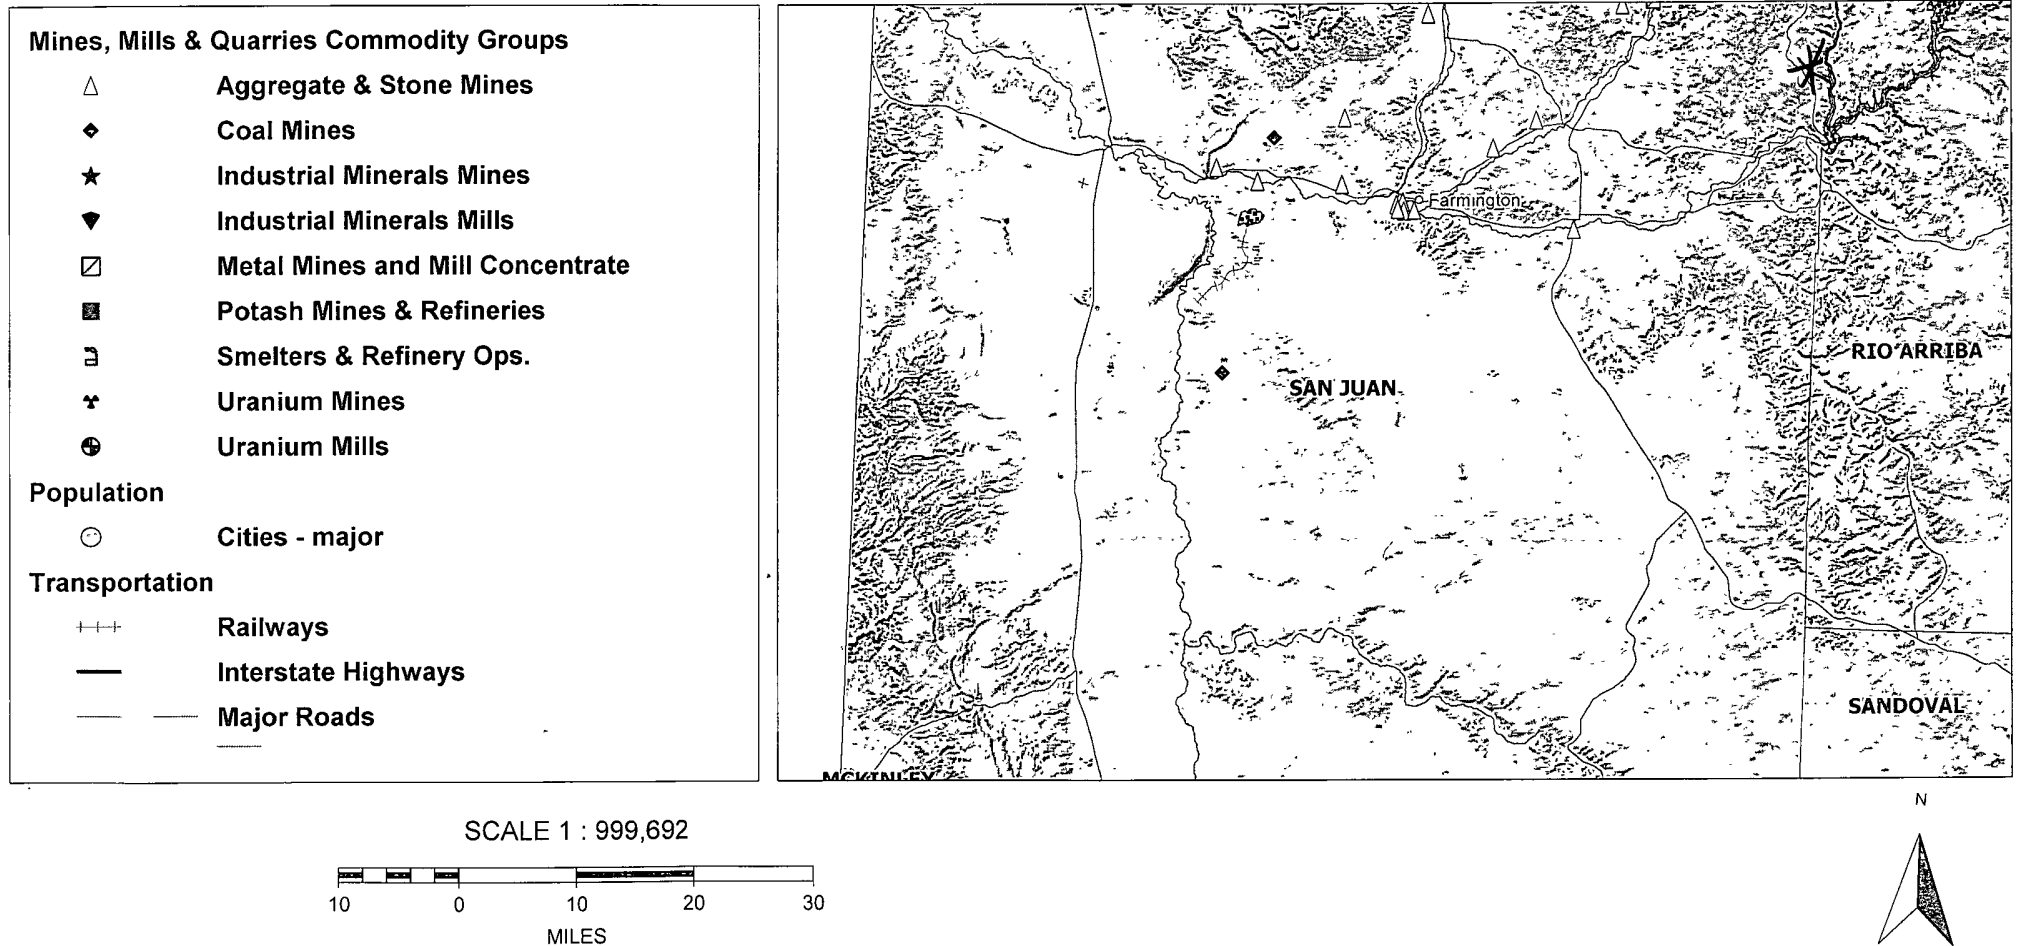 Mines, Mills & Quarries Commodity Groups
Aggregate & Stone Mines
Coal Mines
Industrial Minerals Mines
Industrial Minerals Mills
Metal Mines and Mill Concentrate
Potash Mines & Refineries
Smelters & Refinery Ops.
Uranium Mines
Uranium Mills
Population
Cities - major
Transportation
Railways
Interstate Highways
Major Roads
Farmington
RIO ARRIBA
SAN JUAN
SANDOVAL
MCKINLEY
SCALE 1 : 999,692
10 0 10 20 30
MILES
N